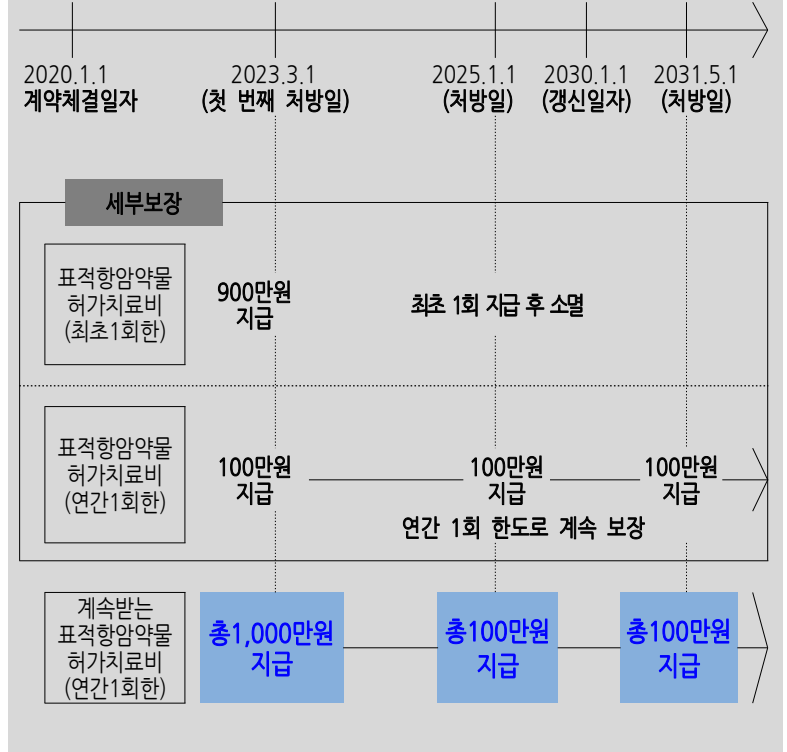 2020.1.1 2023.3.1 2025.1.1 2030.1.1 2031.5.1
계약체결일자 (첫 번째 처방일) (처방일) (갱신일자) (처방일)
세부보장
표적항암약물
허가치료비
(최초1회한)
900만원
지급
최초 1회 지급 후 소멸
표적항암약물
허가치료비
(연간1회한)
100만원
지급
100만원
지급
100만원
지급
연간 1회 한도로 계속 보장
계속받는
표적항암약물
허가치료비
(연간1회한)
총1,000만원
지급
총100만원
지급
총100만원
지급